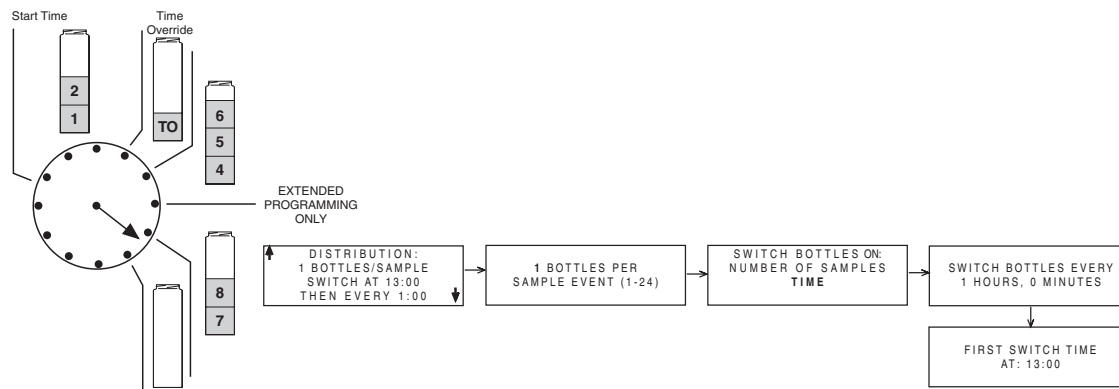 Start Time
Time
Override
2
1
TO
6
5
4
EXTENDED
PROGRAMMING
ONLY
8
7
DISTRIBUTION:
1 BOTTLES/SAMPLE
SWITCH AT 13:00
THEN EVERY 1:00
1 BOTTLES PER
SAMPLE EVENT (1-24)
SWITCH BOTTLES ON:
NUMBER OF SAMPLES
TIME
SWITCH BOTTLES EVERY
1 HOURS, 0 MINUTES
FIRST SWITCH TIME
AT: 13:00